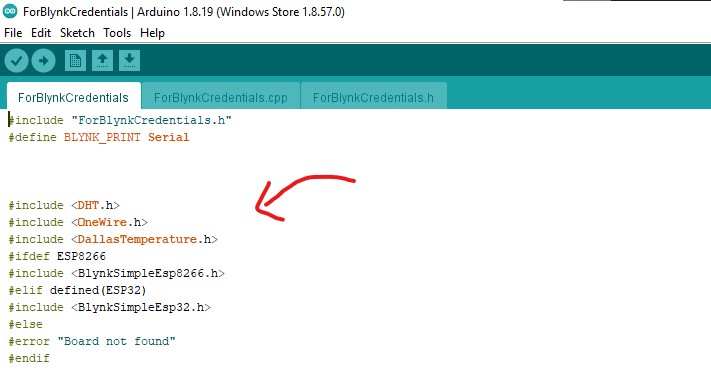 ForBlynkCredentials | Arduino 1.8.19 (Windows Store 1.8.57.0)
File Edit Sketch Tools Help
ForBlynkCredentials ForBlynkCredentials.cpp ForBlynkCredentials.h
#include "ForBlynkCredentials.h"
#define BLYNK_PRINT Serial
#include <DHT.h>
#include <OneWire.h>
#include <DallasTemperature.h>
#ifdef ESP8266
#include <BlynkSimpleEsp8266.h>
#elif defined(ESP32)
#include <BlynkSimpleEsp32.h>
#else
#error "Board not found"
#endif